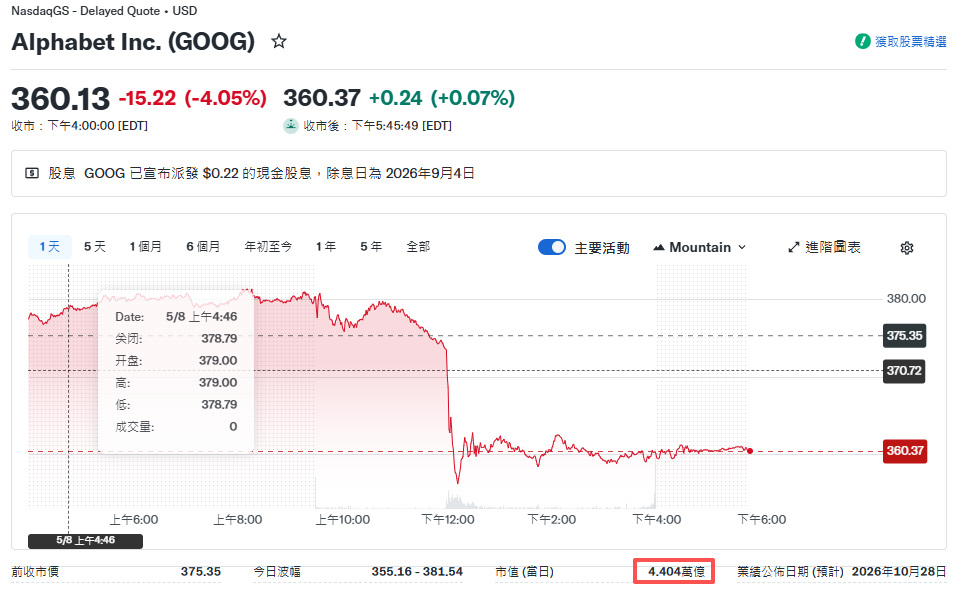 NasdaqGS - Delayed Quote • USD
Alphabet Inc. (GOOG)
獲取股票精選
360.13 -15.22 (-4.05%) 360.37 +0.24 (+0.07%)
收市：下午4:00:00 [EDT] 收市後：下午5:45:49 [EDT]
股息 GOOG 已宣布派發 $0.22 的現金股息，除息日為 2026年9月4日
1 天 5 天 1 個月 6 個月 年初至今 1 年 5 年 全部 主要活動 Mountain 進階圖表
380.00
Date: 5/8 上午4:46
关闭: 378.79
375.35
开盘: 379.00
370.72
高: 379.00
低: 378.79
成交量: 0
360.37
上午6:00 上午8:00 上午10:00 下午12:00 下午2:00 下午4:00 下午6:00
5/8 上午4:46
前收市價 375.35 今日波幅 355.16 - 381.54 市值 (當日) 4.404萬億 業績公佈日期 (預計) 2026年10月28日